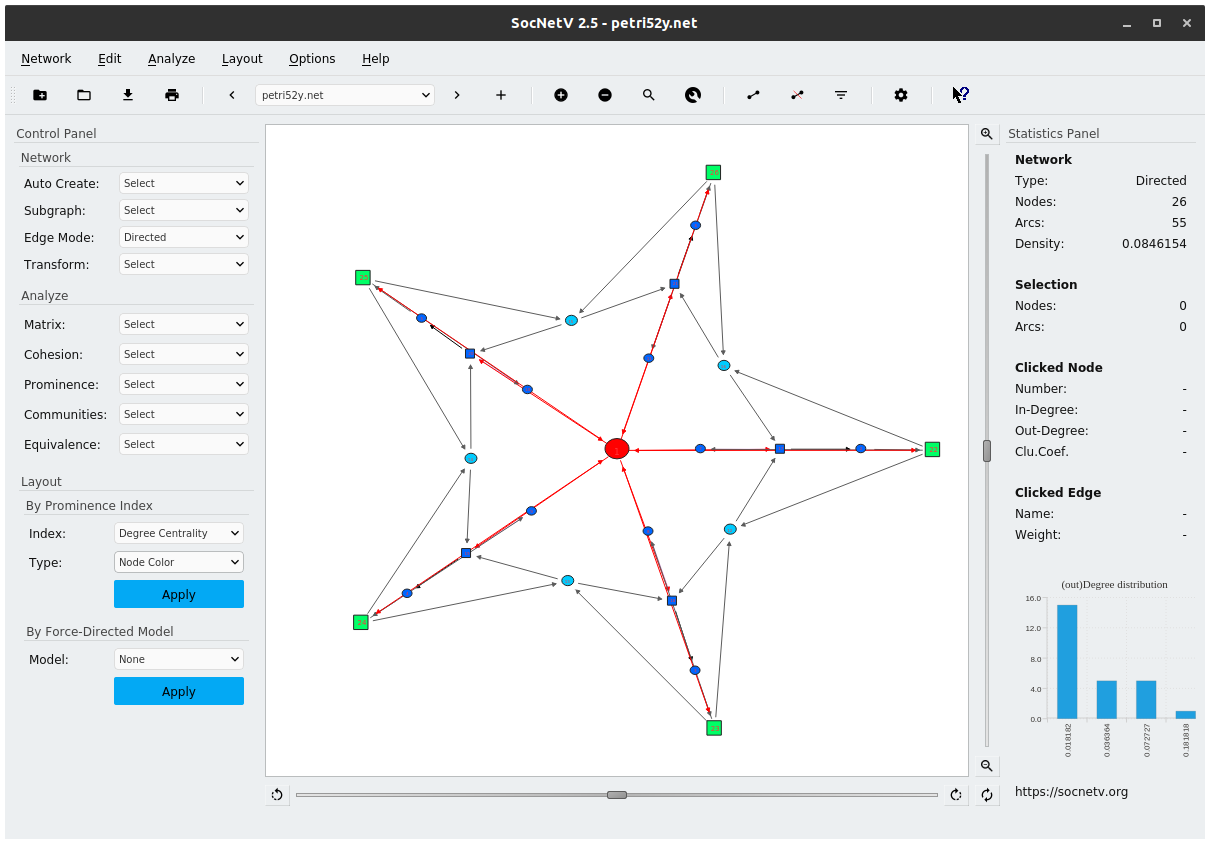 SocNetV 2.5 - petri52y.net
Network Edit Analyze Layout Options Help
petri52y.net
Control Panel
Network
Auto Create: Select
Subgraph: Select
Edge Mode: Directed
Transform: Select
Analyze
Matrix: Select
Cohesion: Select
Prominence: Select
Communities: Select
Equivalence: Select
Layout
By Prominence Index
Index: Degree Centrality
Type: Node Color
Apply
By Force-Directed Model
Model: None
Apply
26
25
22
24
23
Statistics Panel
Network
Type: Directed
Nodes: 26
Arcs: 55
Density: 0.0846154
Selection
Nodes: 0
Arcs: 0
Clicked Node
Number: -
In-Degree: -
Out-Degree: -
Clu.Coef. -
Clicked Edge
Name: -
Weight: -
(out)Degree distribution
16.0
12.0
8.0
4.0
0.0
0.018182
0.036364
0.072727
0.181818
https://socnetv.org